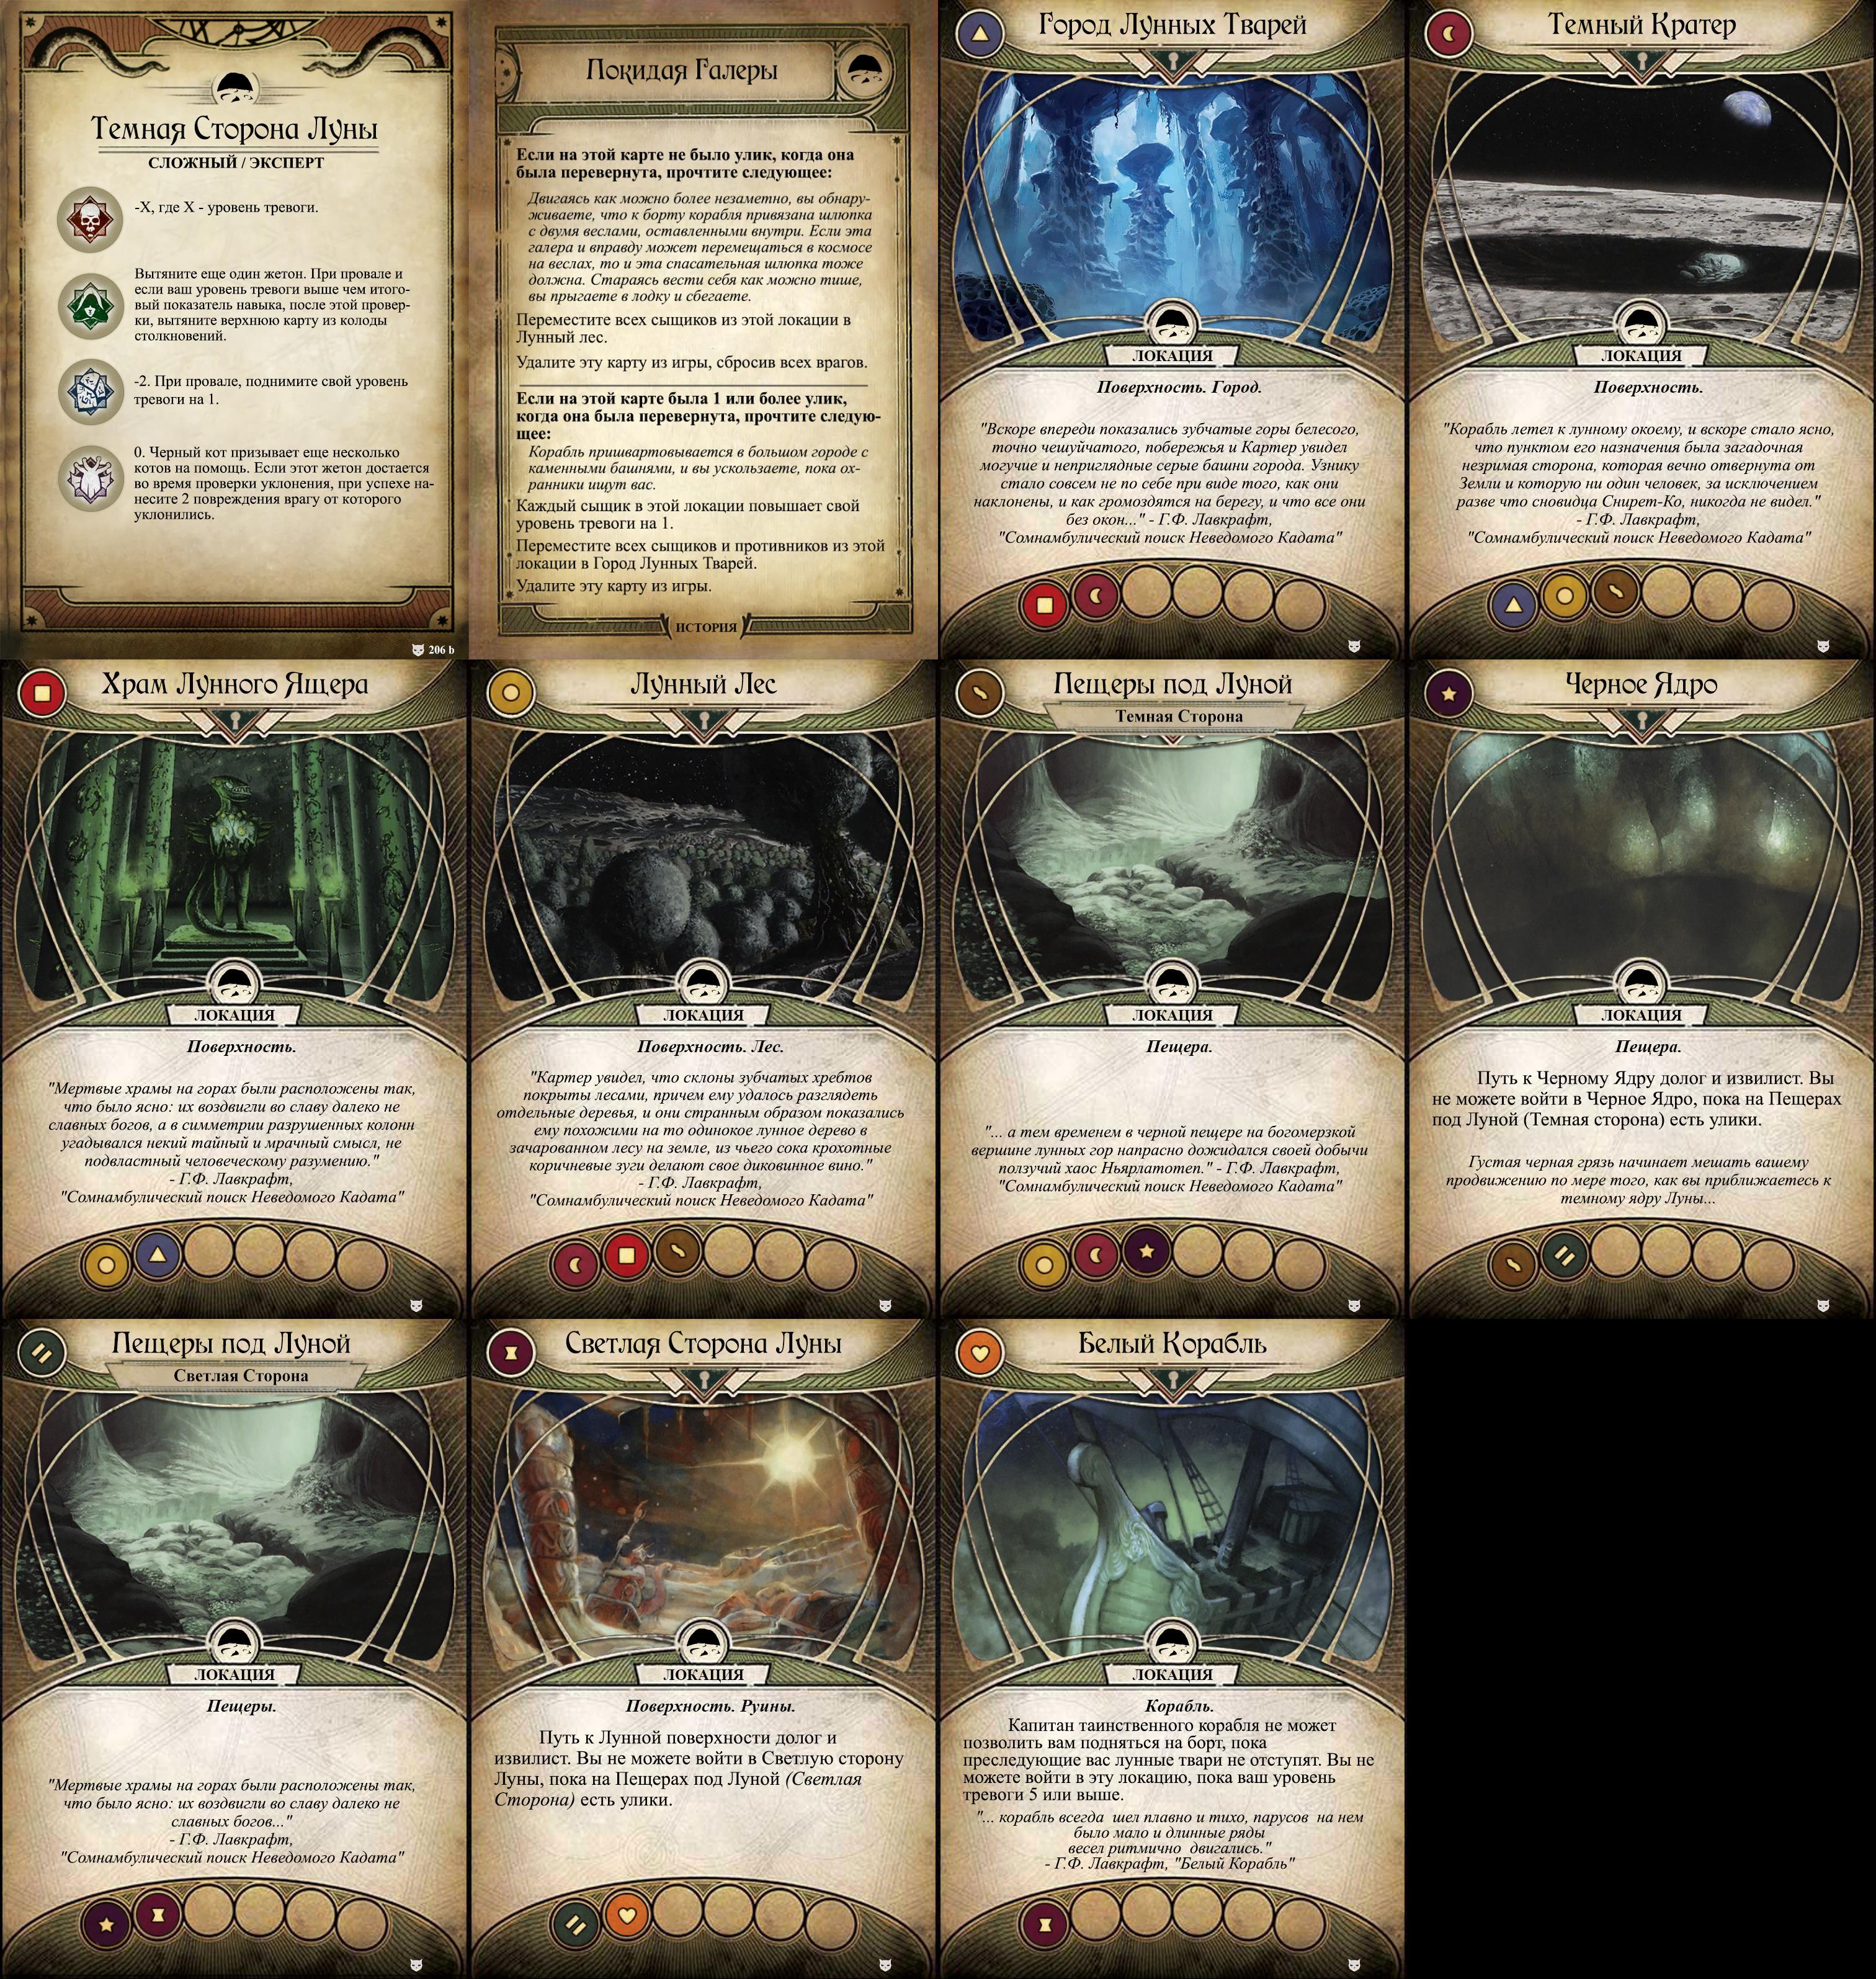 Темная Сторона Луны
СЛОЖНЫЙ / ЭКСПЕРТ
-X, где X - уровень тревоги.
Вытяните еще один жетон. При провале и
если ваш уровень тревоги выше чем итого-
вый показатель навыка, после этой провер-
ки, вытяните верхнюю карту из колоды
столкновений.
-2. При провале, поднимите свой уровень
тревоги на 1.
0. Черный кот призывает еще несколько
котов на помощь. Если этот жетон достается
во время проверки уклонения, при успехе на-
несите 2 повреждения врагу от которого
уклонились.
206 b
Покидая Галеры
Если на этой карте не было улик, когда она
была перевернута, прочтите следующее:
Двигаясь как можно более незаметно, вы обнару-
живаете, что к борту корабля привязана шлюпка
с двумя веслами, оставленными внутри. Если эта
галера и вправду может перемещаться в космосе
на веслах, то и эта спасательная шлюпка тоже
должна. Стараясь вести себя как можно тише,
вы прыгаете в лодку и сбегаете.
Переместите всех сыщиков из этой локации в
Лунный лес.
Удалите эту карту из игры, сбросив всех врагов.
Если на этой карте была 1 или более улик,
когда она была перевернута, прочтите следую-
щее:
Корабль пришвартовывается в большом городе с
каменными башнями, и вы ускользаете, пока ох-
ранники ищут вас.
Каждый сыщик в этой локации повышает свой
уровень тревоги на 1.
Переместите всех сыщиков и противников из этой
локации в Город Лунных Тварей.
Удалите эту карту из игры.
ИСТОРИЯ
Город Лунных Тварей
ЛОКАЦИЯ
Поверхность. Город.
"Вскоре впереди показались зубчатые горы белесого,
точно чешуйчатого, побережья и Картер увидел
могучие и неприглядные серые башни города. Узнику
стало совсем не по себе при виде того, как они
наклонены, и как громоздятся на берегу, и что все они
без окон..." - Г.Ф. Лавкрафт,
"Сомнамбулический поиск Неведомого Кадата"
Темный Кратер
ЛОКАЦИЯ
Поверхность.
"Корабль летел к лунному окоему, и вскоре стало ясно,
что пунктом его назначения была загадочная
незримая сторона, которая вечно отвернута от
Земли и которую ни один человек, за исключением
разве что сновидца Снирет-Ко, никогда не видел."
- Г.Ф. Лавкрафт,
"Сомнамбулический поиск Неведомого Кадата"
Храм Лунного Ящера
ЛОКАЦИЯ
Поверхность.
"Мертвые храмы на горах были расположены так,
что было ясно: их воздвигли во славу далеко не
славных богов, а в симметрии разрушенных колонн
угадывался некий тайный и мрачный смысл, не
подвластный человеческому разумению."
- Г.Ф. Лавкрафт,
"Сомнамбулический поиск Неведомого Кадата"
Лунный Лес
ЛОКАЦИЯ
Поверхность. Лес.
"Картер увидел, что склоны зубчатых хребтов
покрыты лесами, причем ему удалось разглядеть
отдельные деревья, и они странным образом показались
ему похожими на то одинокое лунное дерево в
зачарованном лесу на земле, из чьего сока крохотные
коричневые зуги делают свое диковинное вино."
- Г.Ф. Лавкрафт,
"Сомнамбулический поиск Неведомого Кадата"
Пещеры под Луной
Темная Сторона
ЛОКАЦИЯ
Пещера.
"... а тем временем в черной пещере на богомерзкой
вершине лунных гор напрасно дожидался своей добычи
ползучий хаос Ньярлатотеп." - Г.Ф. Лавкрафт,
"Сомнамбулический поиск Неведомого Кадата"
Черное Ядро
ЛОКАЦИЯ
Пещера.
Путь к Черному Ядру долог и извилист. Вы
не можете войти в Черное Ядро, пока на Пещерах
под Луной (Темная сторона) есть улики.
Густая черная грязь начинает мешать вашему
продвижению по мере того, как вы приближаетесь к
темному ядру Луны...
Пещеры под Луной
Светлая Сторона
ЛОКАЦИЯ
Пещеры.
"Мертвые храмы на горах были расположены так,
что было ясно: их воздвигли во славу далеко не
славных богов..."
- Г.Ф. Лавкрафт,
"Сомнамбулический поиск Неведомого Кадата"
Светлая Сторона Луны
ЛОКАЦИЯ
Поверхность. Руины.
Путь к Лунной поверхности долог и
извилист. Вы не можете войти в Светлую сторону
Луны, пока на Пещерах под Луной (Светлая
Сторона) есть улики.
Белый Корабль
ЛОКАЦИЯ
Корабль.
Капитан таинственного корабля не может
позволить вам подняться на борт, пока
преследующие вас лунные твари не отступят. Вы не
можете войти в эту локацию, пока ваш уровень
тревоги 5 или выше.
"... корабль всегда шел плавно и тихо, парусов на нем
было мало и длинные ряды
весел ритмично двигались."
- Г.Ф. Лавкрафт, "Белый Корабль"